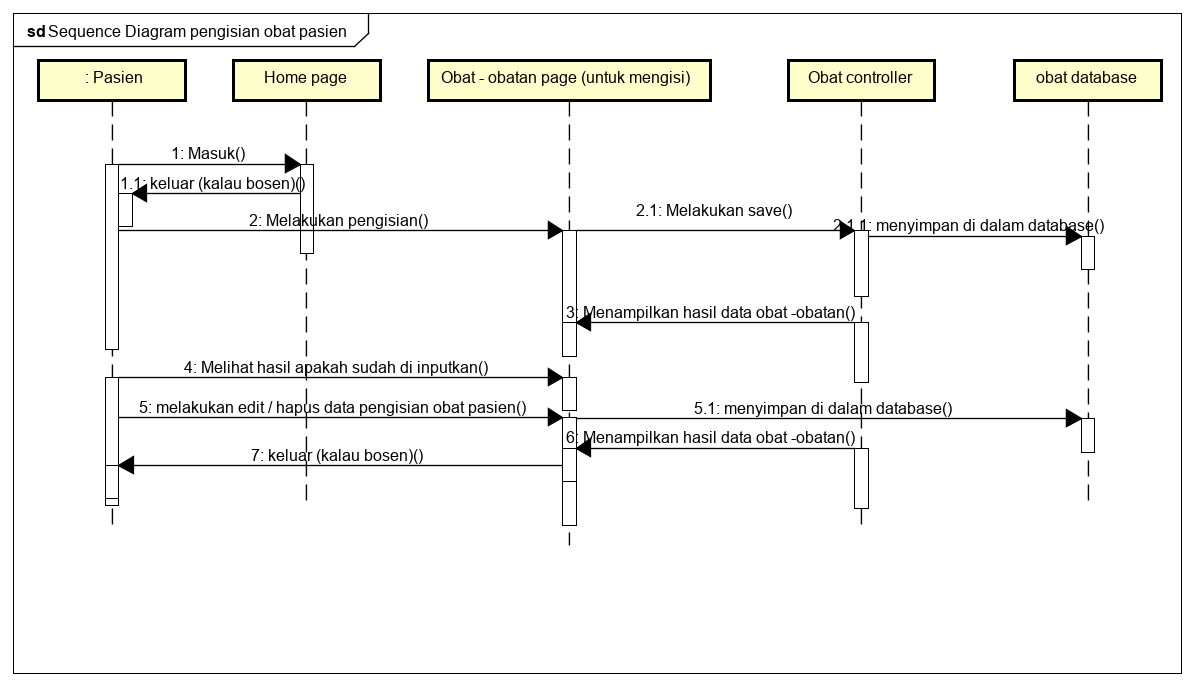 sd Sequence Diagram pengisian obat pasien
: Pasien
Home page
Obat - obatan page (untuk mengisi)
Obat controller
obat database
1: Masuk()
1.1: keluar (kalau bosen)()
2: Melakukan pengisian()
2.1: Melakukan save()
2.1.1: menyimpan di dalam database()
3: Menampilkan hasil data obat -obatan()
4: Melihat hasil apakah sudah di inputkan()
5: melakukan edit / hapus data pengisian obat pasien()
5.1: menyimpan di dalam database()
6: Menampilkan hasil data obat -obatan()
7: keluar (kalau bosen)()